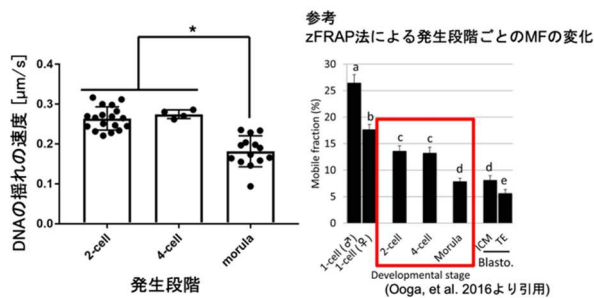 DNAの揺れの速度 [μm/s]
0.4
0.3
0.2
0.1
0.0
*
2-cell
4-cell
morula
発生段階
参考
zFRAP法による発生段階ごとのMFの変化
Mobile fraction (%)
30
25
20
15
10
5
0
a
b
c
c
d
d
e
1-cell (♂)
1-cell (♀)
2-cell
4-cell
Morula
ICM
TE
Blasto.
Developmental stage
(Ooga, et al. 2016より引用)